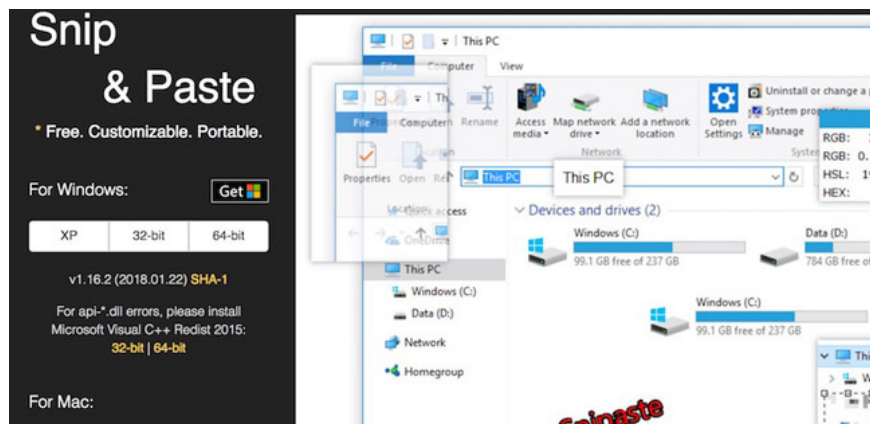 Snip
& Paste
* Free. Customizable. Portable.
For Windows:
Get
XP 32-bit 64-bit
v1.16.2 (2018.01.22) SHA-1
For api-*.dll errors, please install
Microsoft Visual C++ Redist 2015:
32-bit | 64-bit
For Mac:
This PC
File Computer View
Th
File Computer
Properties Open
Location
Rename
Access media
Map network drive
Add a network location
Network
Open Settings
Uninstall or change a
System properties
Manage
RGB:
RGB: 0.
HSL:
HEX:
This PC
This PC
Quick access
OneDrive
This PC
Windows (C:)
Data (D:)
Network
Homegroup
Devices and drives (2)
Windows (C:)
99.1 GB free of 237 GB
Data (D:)
784 GB free of
Windows (C:)
99.1 GB free of 237 GB
Snipaste